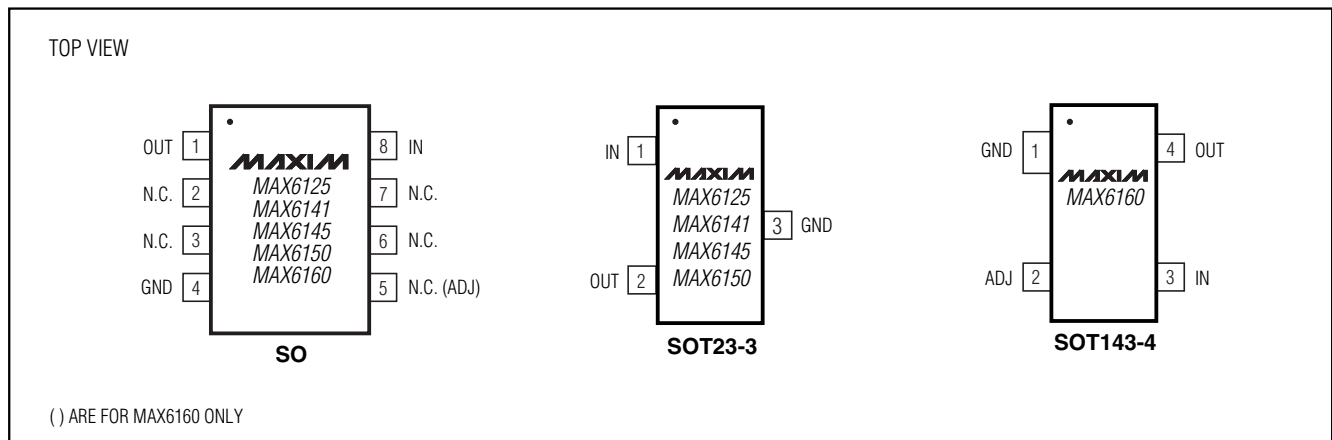 TOP VIEW
OUT 1
N.C. 2
N.C. 3
GND 4
MAXIM
MAX6125
MAX6141
MAX6145
MAX6150
MAX6160
8 IN
7 N.C.
6 N.C.
5 N.C. (ADJ)
SO
IN 1
OUT 2
MAXIM
MAX6125
MAX6141
MAX6145
MAX6150
3 GND
SOT23-3
GND 1
ADJ 2
MAXIM
MAX6160
4 OUT
3 IN
SOT143-4
( ) ARE FOR MAX6160 ONLY